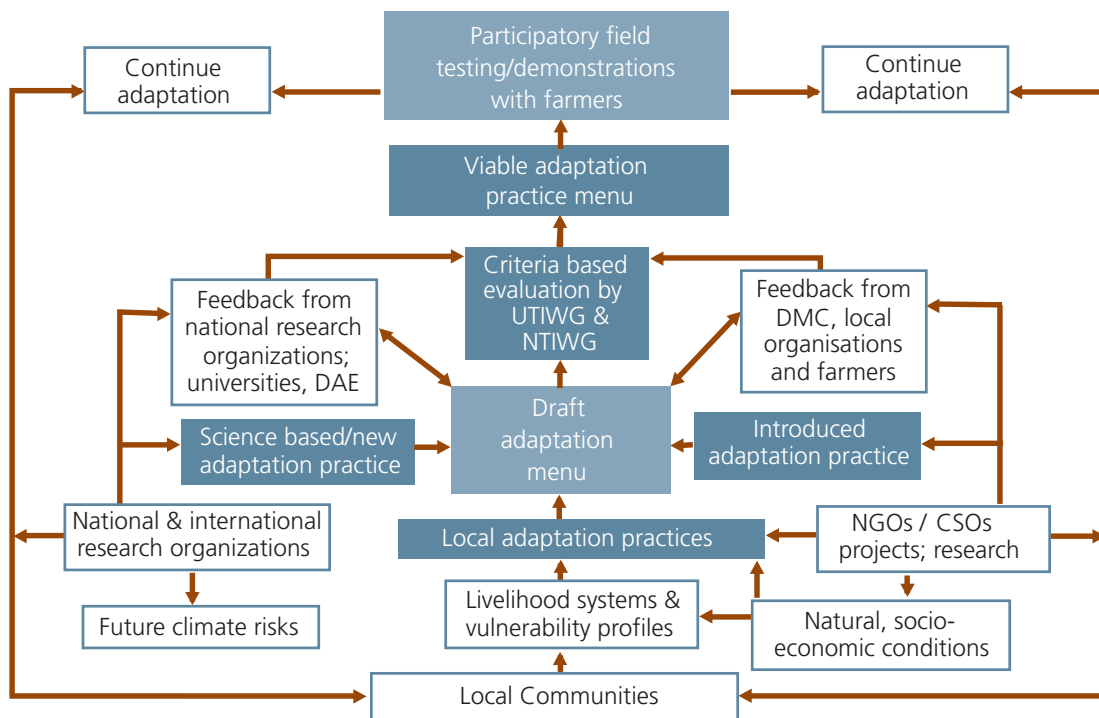 Participatory field
testing/demonstrations
with farmers
Continue
adaptation
Continue
adaptation
Viable adaptation
practice menu
Criteria based
evaluation by
UTIWG &
NTIWG
Feedback from
national research
organizations;
universities, DAE
Feedback from
DMC, local
organisations
and farmers
Draft
adaptation
menu
Science based/new
adaptation practice
Introduced
adaptation practice
National & international
research organizations
Local adaptation practices
NGOs / CSOs
projects; research
Future climate risks
Livelihood systems &
vulnerability profiles
Natural, socio-
economic conditions
Local Communities